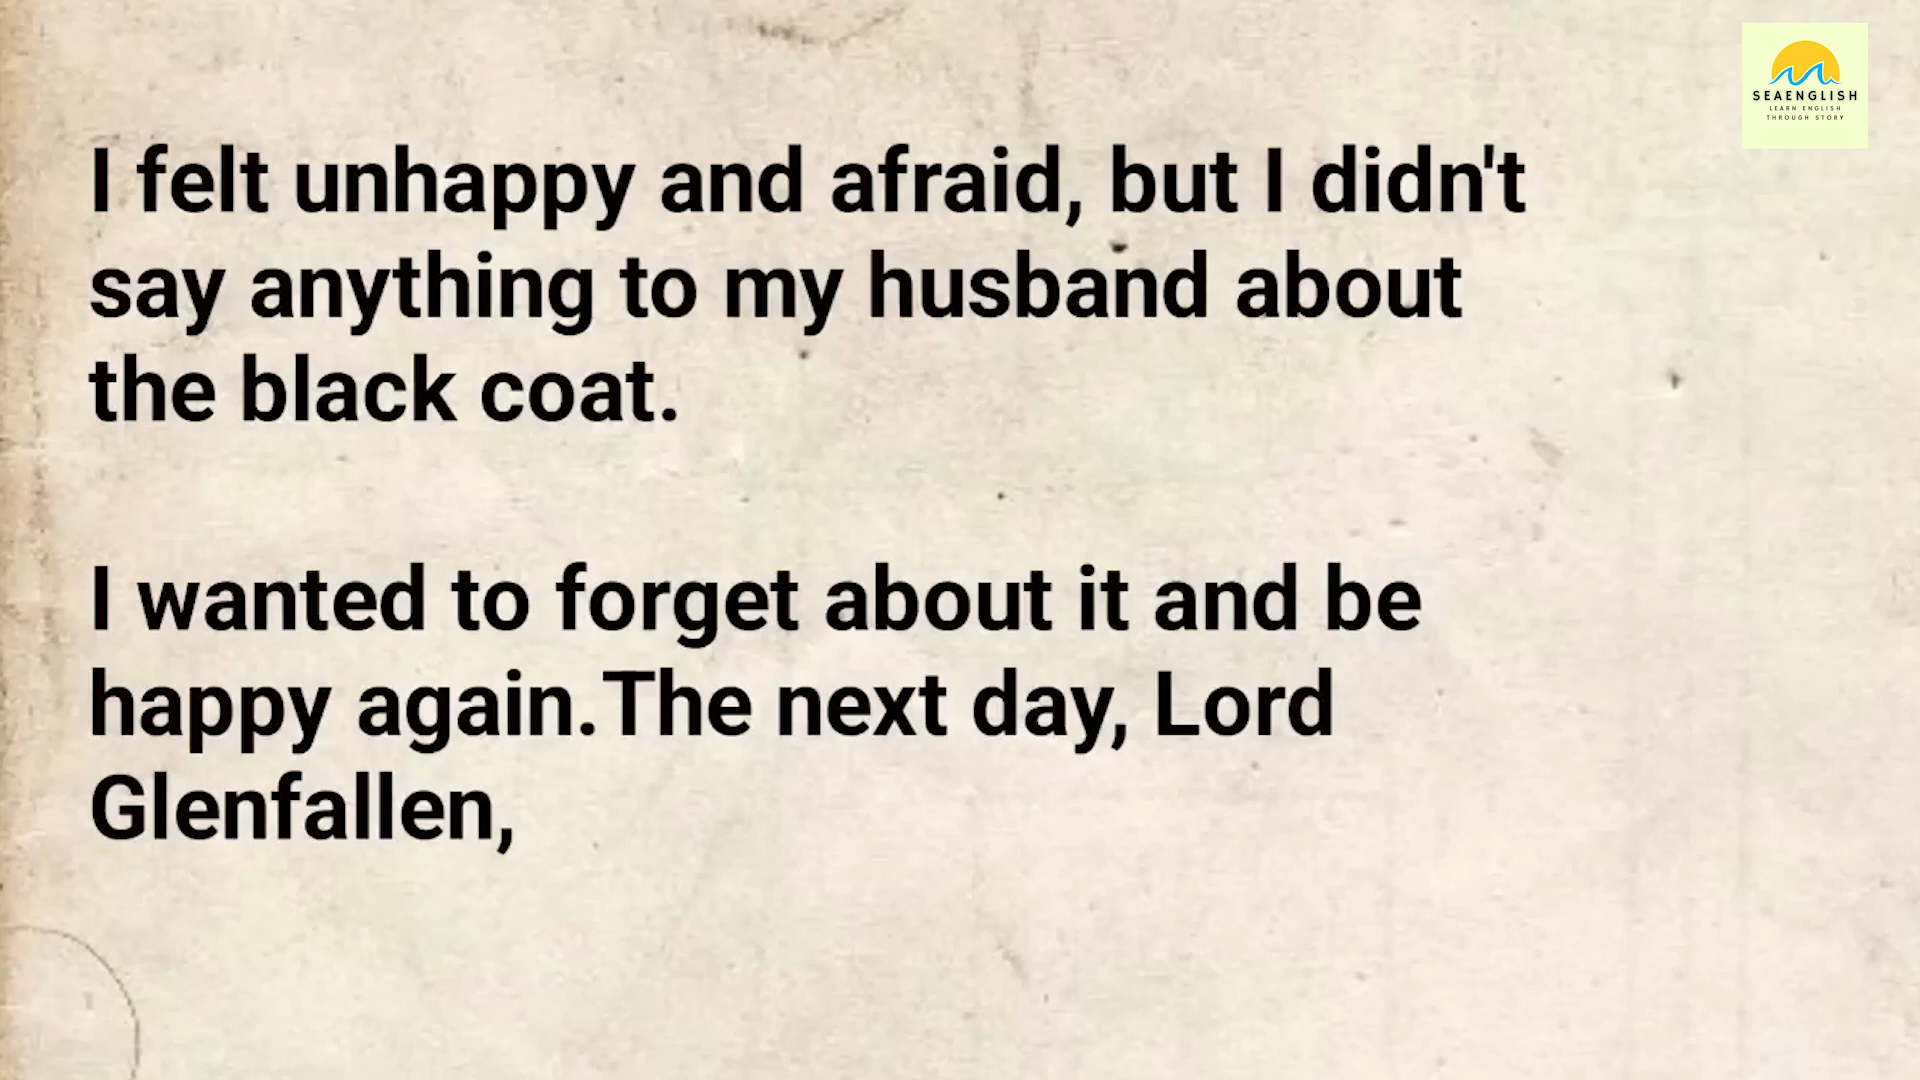 SEAENGLISH
LEARN ENGLISH
THROUGH STORY
I felt unhappy and afraid, but I didn't
say anything to my husband about
the black coat.
I wanted to forget about it and be
happy again.The next day, Lord
Glenfallen,